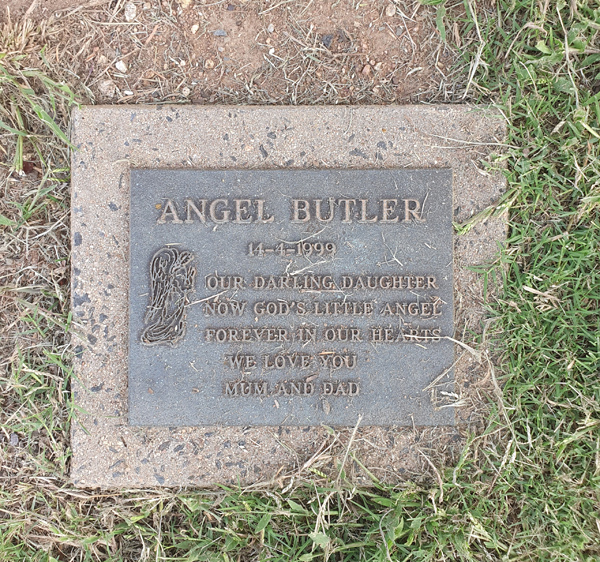 ANGEL BUTLER
14-4-1999
OUR DARLING DAUGHTER
NOW GOD'S LITTLE ANGEL
FOREVER IN OUR HEARTS
WE LOVE YOU
MUM AND DAD